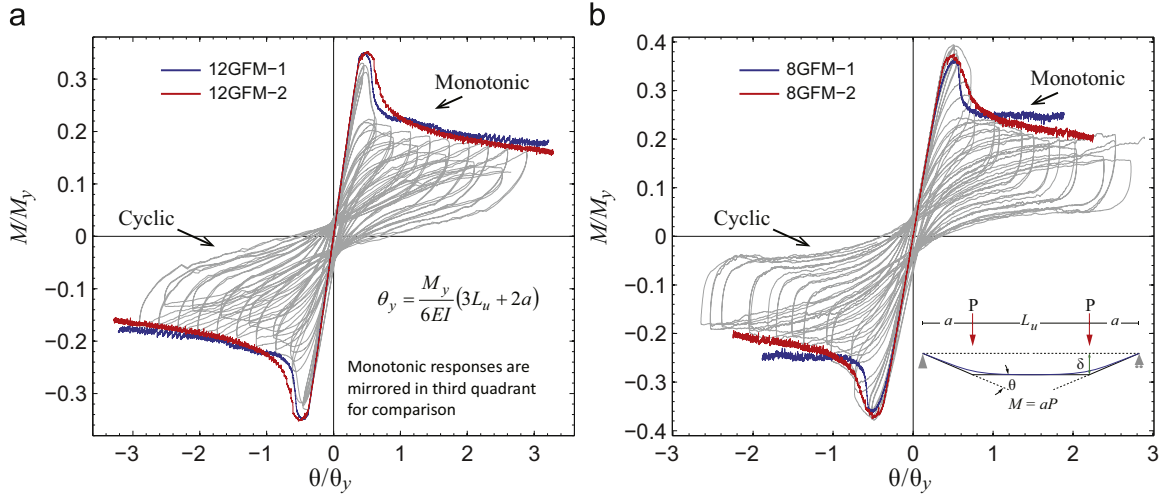 a
12GFM−1
12GFM−2
Monotonic
Cyclic
θ_y = M_y/6EI (3L_u + 2a)
Monotonic responses are
mirrored in third quadrant
for comparison
0.3
0.2
0.1
0
−0.1
−0.2
−0.3
M/M_y
−3 −2 −1 0 1 2 3
θ/θ_y
b
8GFM−1
8GFM−2
Monotonic
Cyclic
P P
a L_u a
δ
θ
M = aP
0.4
0.3
0.2
0.1
0
−0.1
−0.2
−0.3
−0.4
M/M_y
−3 −2 −1 0 1 2 3
θ/θ_y